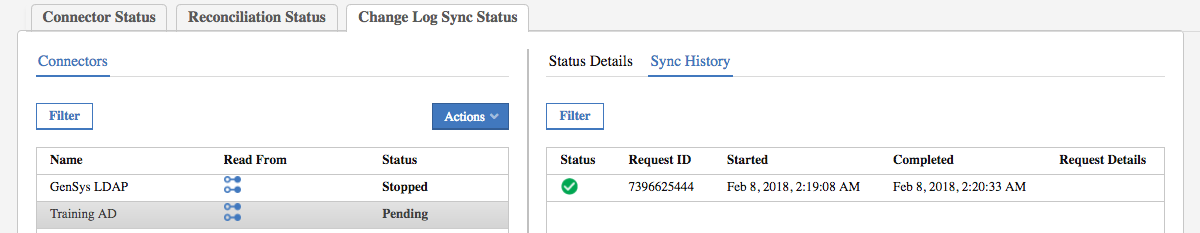 Connector Status
Reconciliation Status
Change Log Sync Status
Connectors
Filter
Actions
Name Read From Status
GenSys LDAP Stopped
Training AD Pending
Status Details Sync History
Filter
Status Request ID Started Completed Request Details
7396625444 Feb 8, 2018, 2:19:08 AM Feb 8, 2018, 2:20:33 AM